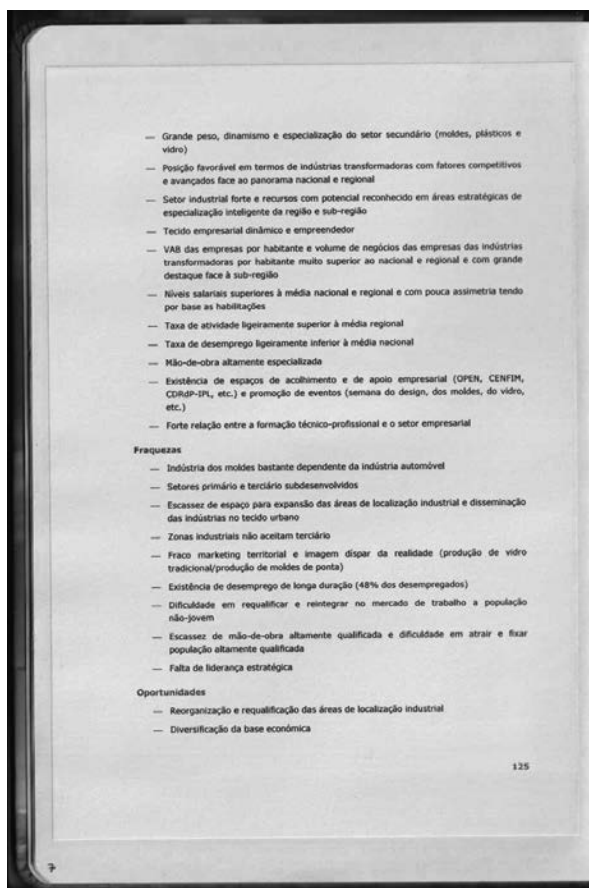 — Grande peso, dinamismo e especialização do setor secundário (moldes, plásticos e
vidro)
— Posição favorável em termos de indústrias transformadoras com fatores competitivos
e avançados face ao panorama nacional e regional
— Setor industrial forte e recursos com potencial reconhecido em áreas estratégicas de
especialização inteligente da região e sub-região
— Tecido empresarial dinâmico e empreendedor
— VAB das empresas por habitante e volume de negócios das empresas das indústrias
transformadoras por habitante muito superior ao nacional e regional e com grande
destaque face à sub-região
— Níveis salariais superiores à média nacional e regional e com pouca assimetria tendo
por base as habilitações
— Taxa de atividade ligeiramente superior à média regional
— Taxa de desemprego ligeiramente inferior à média nacional
— Mão-de-obra altamente especializada
— Existência de espaços de acolhimento e de apoio empresarial (OPEN, CENFIM,
CDRdP-IPL, etc.) e promoção de eventos (semana do design, dos moldes, do vidro,
etc.)
— Forte relação entre a formação técnico-profissional e o setor empresarial
Fraquezas
— Indústria dos moldes bastante dependente da indústria automóvel
— Setores primário e terciário subdesenvolvidos
— Escassez de espaço para expansão das áreas de localização industrial e disseminação
das indústrias no tecido urbano
— Zonas industriais não aceitam terciário
— Fraco marketing territorial e imagem díspar da realidade (produção de vidro
tradicional/produção de moldes de ponta)
— Existência de desemprego de longa duração (48% dos desempregados)
— Dificuldade em requalificar e reintegrar no mercado de trabalho a população
não-jovem
— Escassez de mão-de-obra altamente qualificada e dificuldade em atrair e fixar
população altamente qualificada
— Falta de liderança estratégica
Oportunidades
— Reorganização e requalificação das áreas de localização industrial
— Diversificação da base económica
125
7